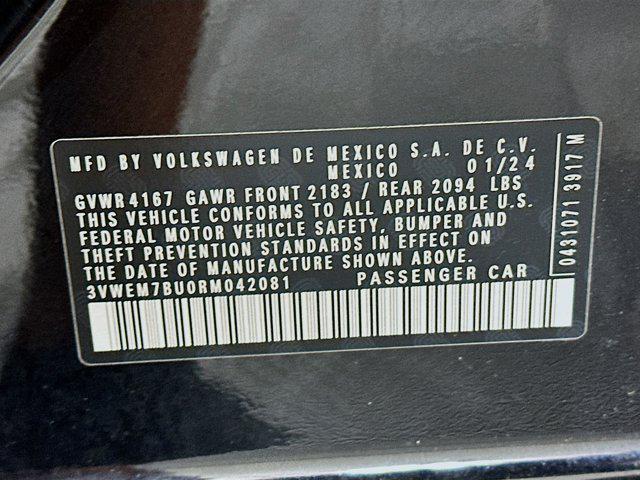 MFD BY VOLKSWAGEN DE MEXICO S.A. DE C.V.
MEXICO 01/24
GVWR 4167 GAWR FRONT 2183 / REAR 2094 LBS
THIS VEHICLE CONFORMS TO ALL APPLICABLE U.S.
FEDERAL MOTOR VEHICLE SAFETY, BUMPER AND
THEFT PREVENTION STANDARDS IN EFFECT ON
THE DATE OF MANUFACTURE SHOWN ABOVE.
3VWEM7BU0RM042081 PASSENGER CAR
0431071 3917 M